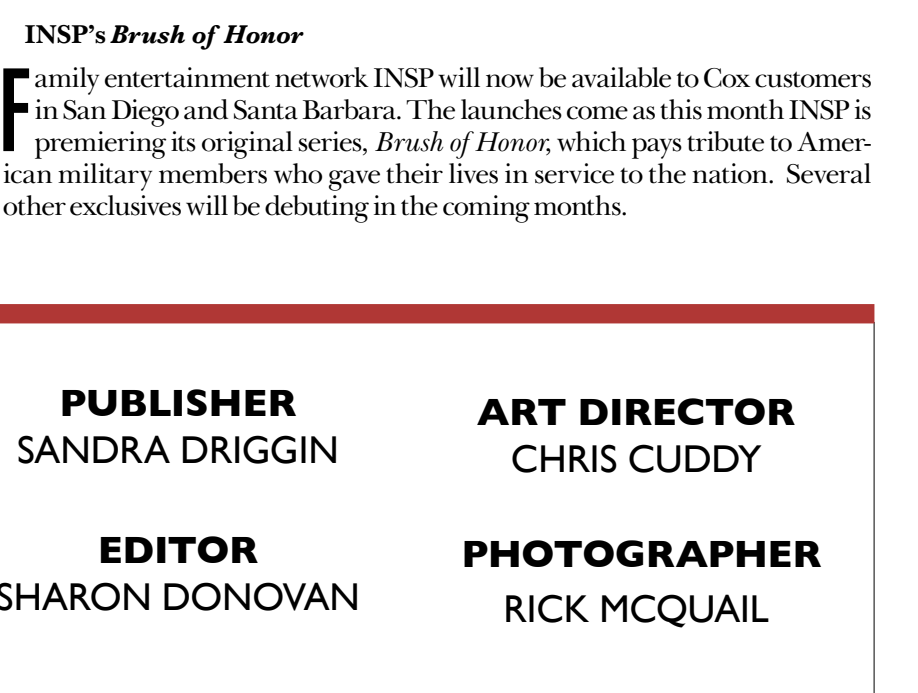 INSP's Brush of Honor
Family entertainment network INSP will now be available to Cox customers
in San Diego and Santa Barbara. The launches come as this month INSP is
premiering its original series, Brush of Honor, which pays tribute to Amer-
ican military members who gave their lives in service to the nation. Several
other exclusives will be debuting in the coming months.
PUBLISHER
SANDRA DRIGGIN
EDITOR
SHARON DONOVAN
ART DIRECTOR
CHRIS CUDDY
PHOTOGRAPHER
RICK MCQUAIL